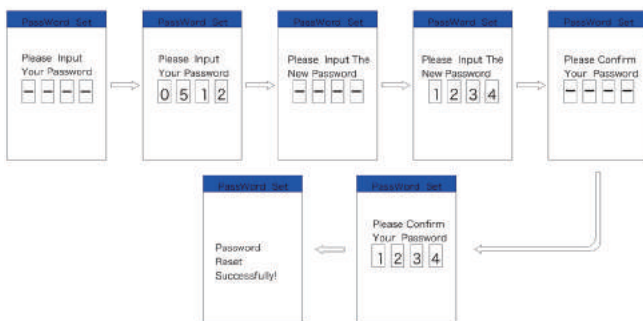 PassWord Set
Please Input
Your Password
- - - -
PassWord Set
Please Input
Your Password
0 5 1 2
PassWord Set
Please Input The
New Password
- - - -
PassWord Set
Please Input The
New Password
1 2 3 4
PassWord Set
Please Confirm
Your Password
- - - -
PassWord Set
Please Confirm
Your Password
1 2 3 4
PassWord Set
Password
Reset
Successfully!